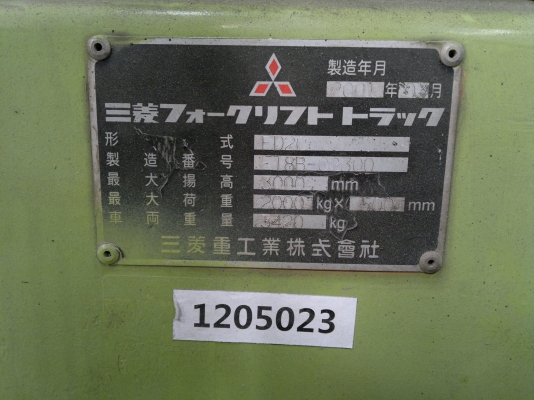 製造年月
年 月
三菱フォークリフトトラック
形式
製造番号
最大揚高 3000 mm
最大荷重 2000 kg× mm
車両重量 kg
三菱重工業株式會社
1205023